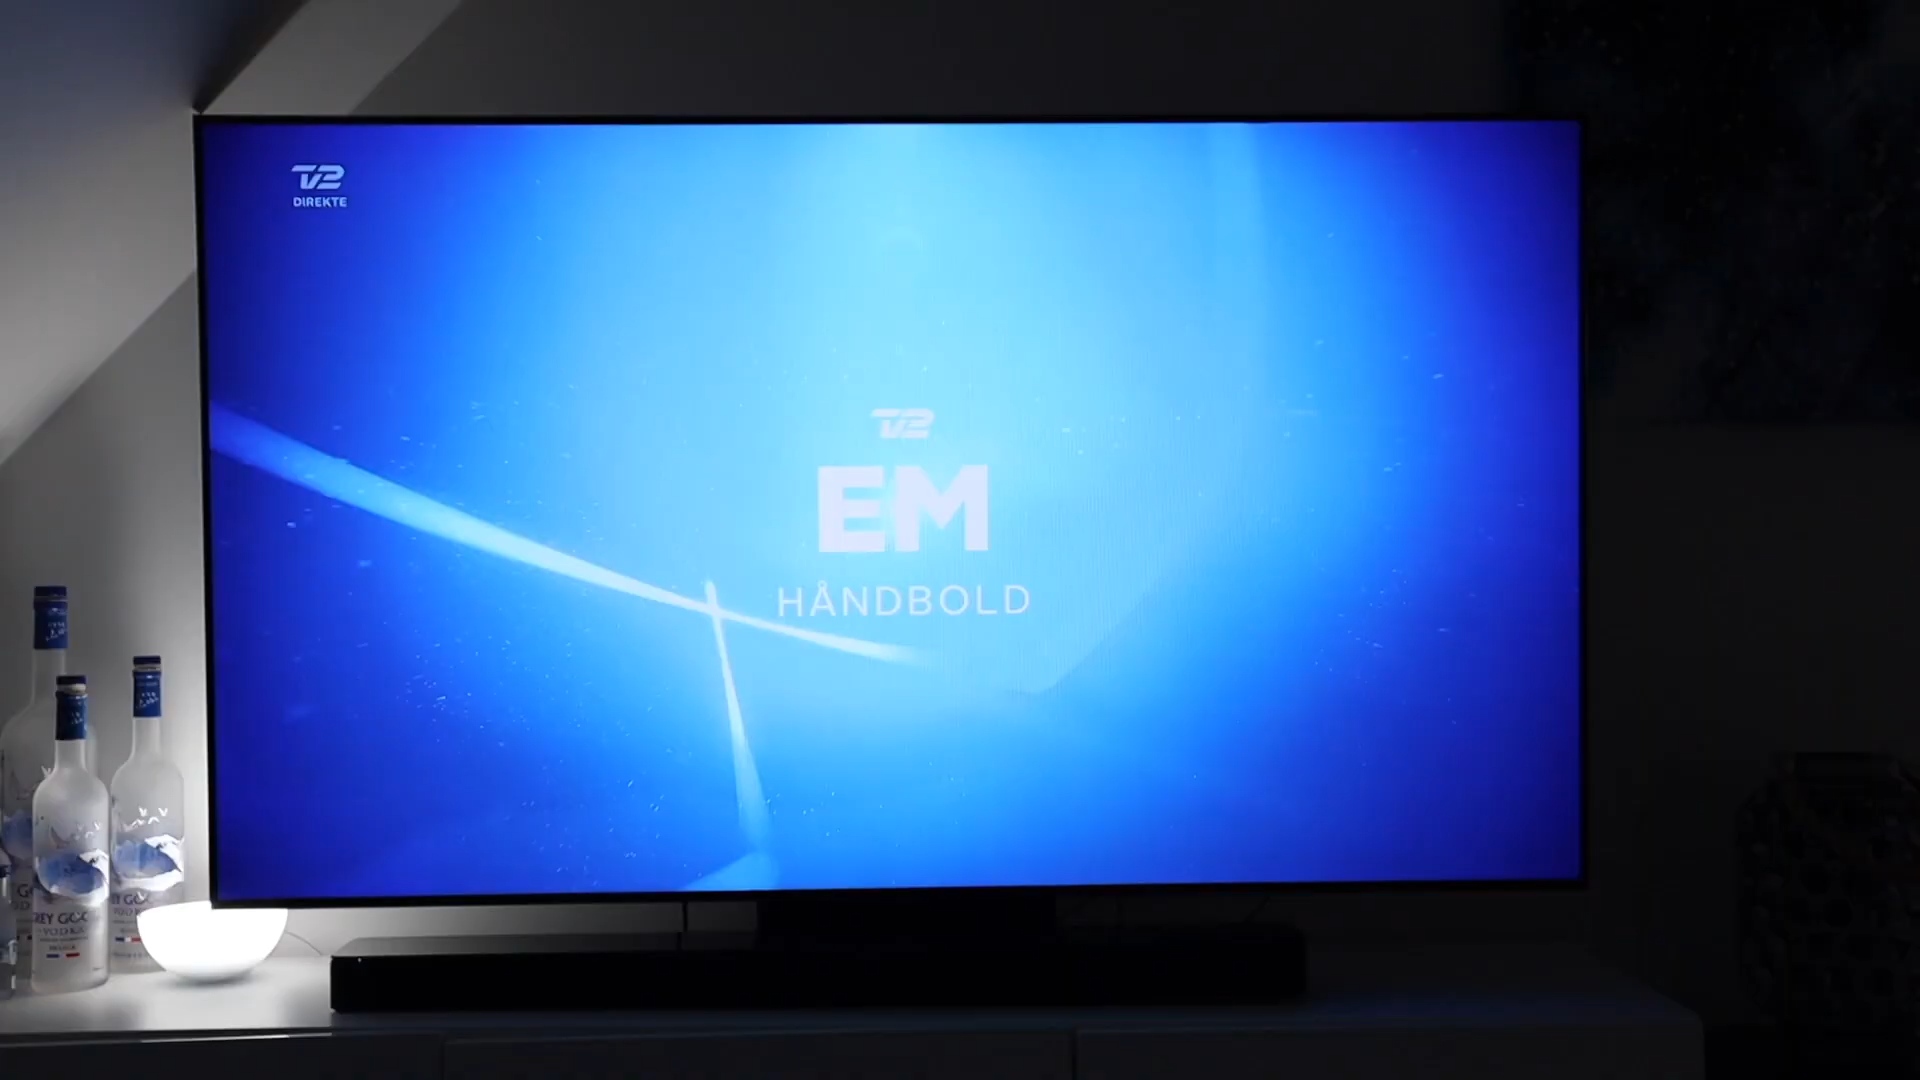 TV2
DIREKTE
TV2
EM
HÅNDBOLD
GREY GOOSE
VODKA